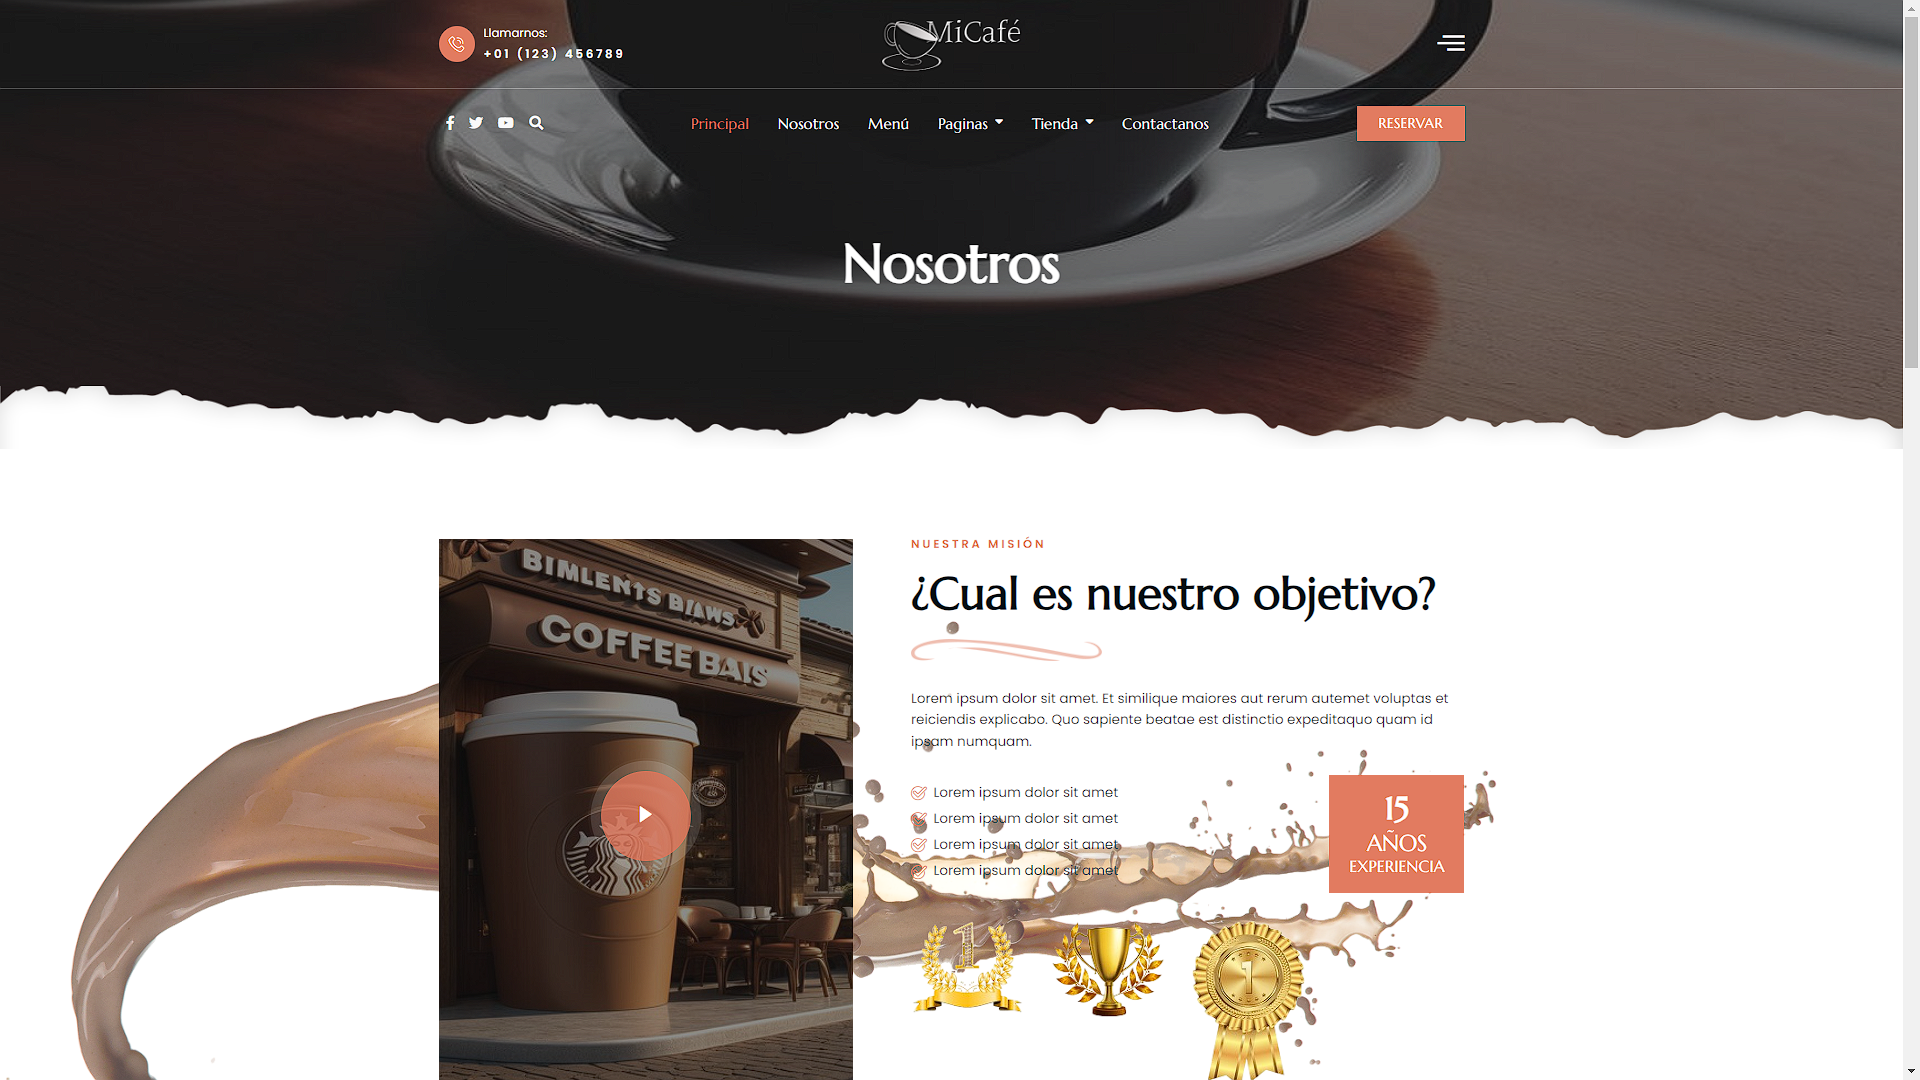 Llamarnos:
+01 (123) 456789
MiCafé
Principal
Nosotros
Menú
Paginas
Tienda
Contactanos
RESERVAR
Nosotros
BIMLENTS BIAWS
COFFEE BAIS
NUESTRA MISIÓN
¿Cual es nuestro objetivo?
Lorem ipsum dolor sit amet. Et similique maiores aut rerum autemet voluptas et
reiciendis explicabo. Quo sapiente beatae est distinctio expeditaquo quam id
ipsam numquam.
Lorem ipsum dolor sit amet
Lorem ipsum dolor sit amet
Lorem ipsum dolor sit amet
Lorem ipsum dolor sit amet
15
AÑOS
EXPERIENCIA
1
1